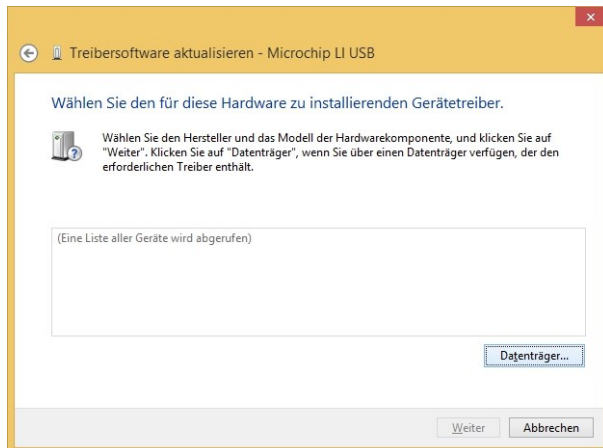 Treibersoftware aktualisieren - Microchip LI USB
Wählen Sie den für diese Hardware zu installierenden Gerätetreiber.
Wählen Sie den Hersteller und das Modell der Hardwarekomponente, und klicken Sie auf
"Weiter". Klicken Sie auf "Datenträger", wenn Sie über einen Datenträger verfügen, der den
erforderlichen Treiber enthält.
(Eine Liste aller Geräte wird abgerufen)
Datenträger...
Weiter Abbrechen